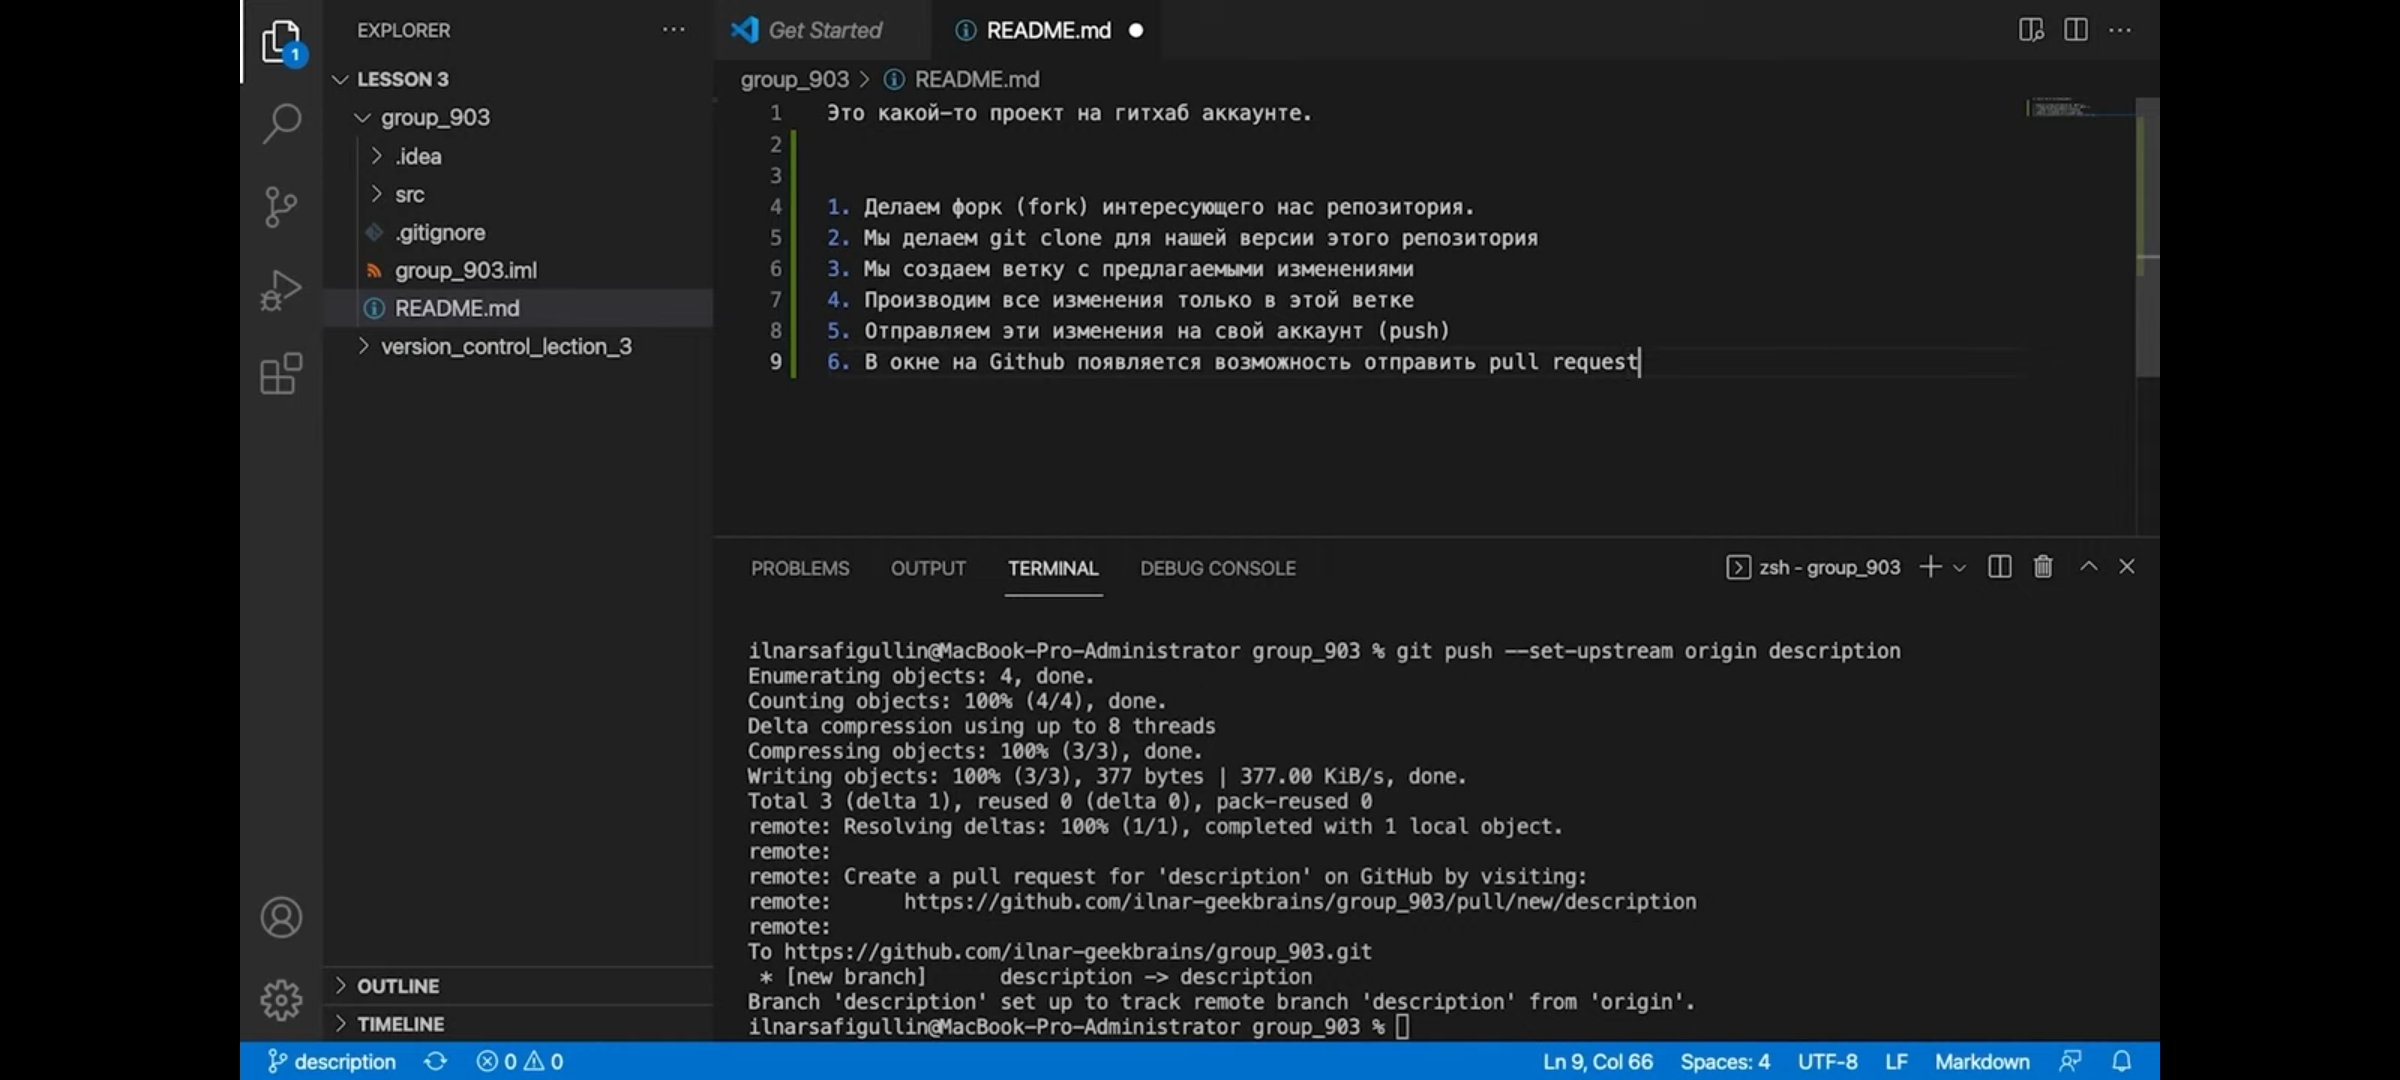 EXPLORER
LESSON 3
group_903
.idea
src
.gitignore
group_903.iml
README.md
version_control_lection_3
OUTLINE
TIMELINE
1
Get Started
README.md
group_903 > README.md
1 Это какой-то проект на гитхаб аккаунте.
2
3
4 1. Делаем форк (fork) интересующего нас репозитория.
5 2. Мы делаем git clone для нашей версии этого репозитория
6 3. Мы создаем ветку с предлагаемыми изменениями
7 4. Производим все изменения только в этой ветке
8 5. Отправляем эти изменения на свой аккаунт (push)
9 6. В окне на Github появляется возможность отправить pull request
PROBLEMS OUTPUT TERMINAL DEBUG CONSOLE zsh - group_903
ilnarsafigullin@MacBook-Pro-Administrator group_903 % git push --set-upstream origin description
Enumerating objects: 4, done.
Counting objects: 100% (4/4), done.
Delta compression using up to 8 threads
Compressing objects: 100% (3/3), done.
Writing objects: 100% (3/3), 377 bytes | 377.00 KiB/s, done.
Total 3 (delta 1), reused 0 (delta 0), pack-reused 0
remote: Resolving deltas: 100% (1/1), completed with 1 local object.
remote:
remote: Create a pull request for 'description' on GitHub by visiting:
remote:      https://github.com/ilnar-geekbrains/group_903/pull/new/description
remote:
To https://github.com/ilnar-geekbrains/group_903.git
 * [new branch]      description -> description
Branch 'description' set up to track remote branch 'description' from 'origin'.
ilnarsafigullin@MacBook-Pro-Administrator group_903 %
description 0 0 Ln 9, Col 66 Spaces: 4 UTF-8 LF Markdown